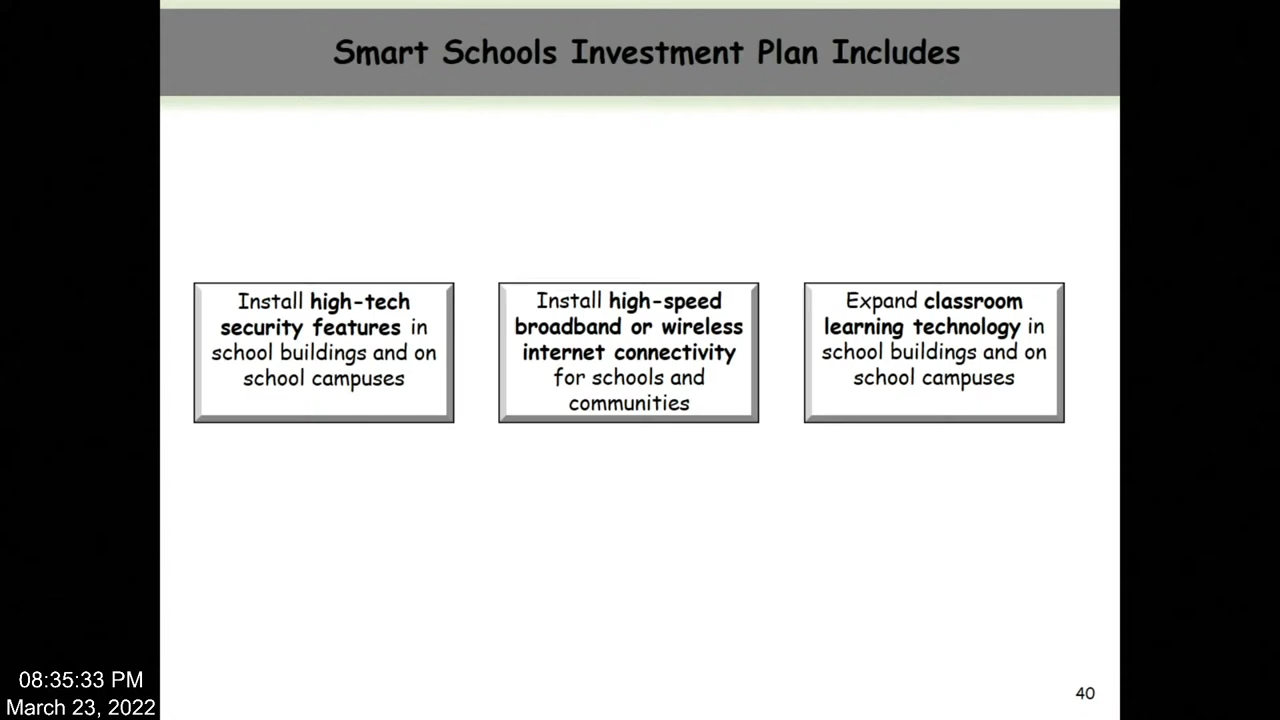 Smart Schools Investment Plan Includes
Install high-tech
security features in
school buildings and on
school campuses
Install high-speed
broadband or wireless
internet connectivity
for schools and
communities
Expand classroom
learning technology in
school buildings and on
school campuses
08:35:33 PM
March 23, 2022
40